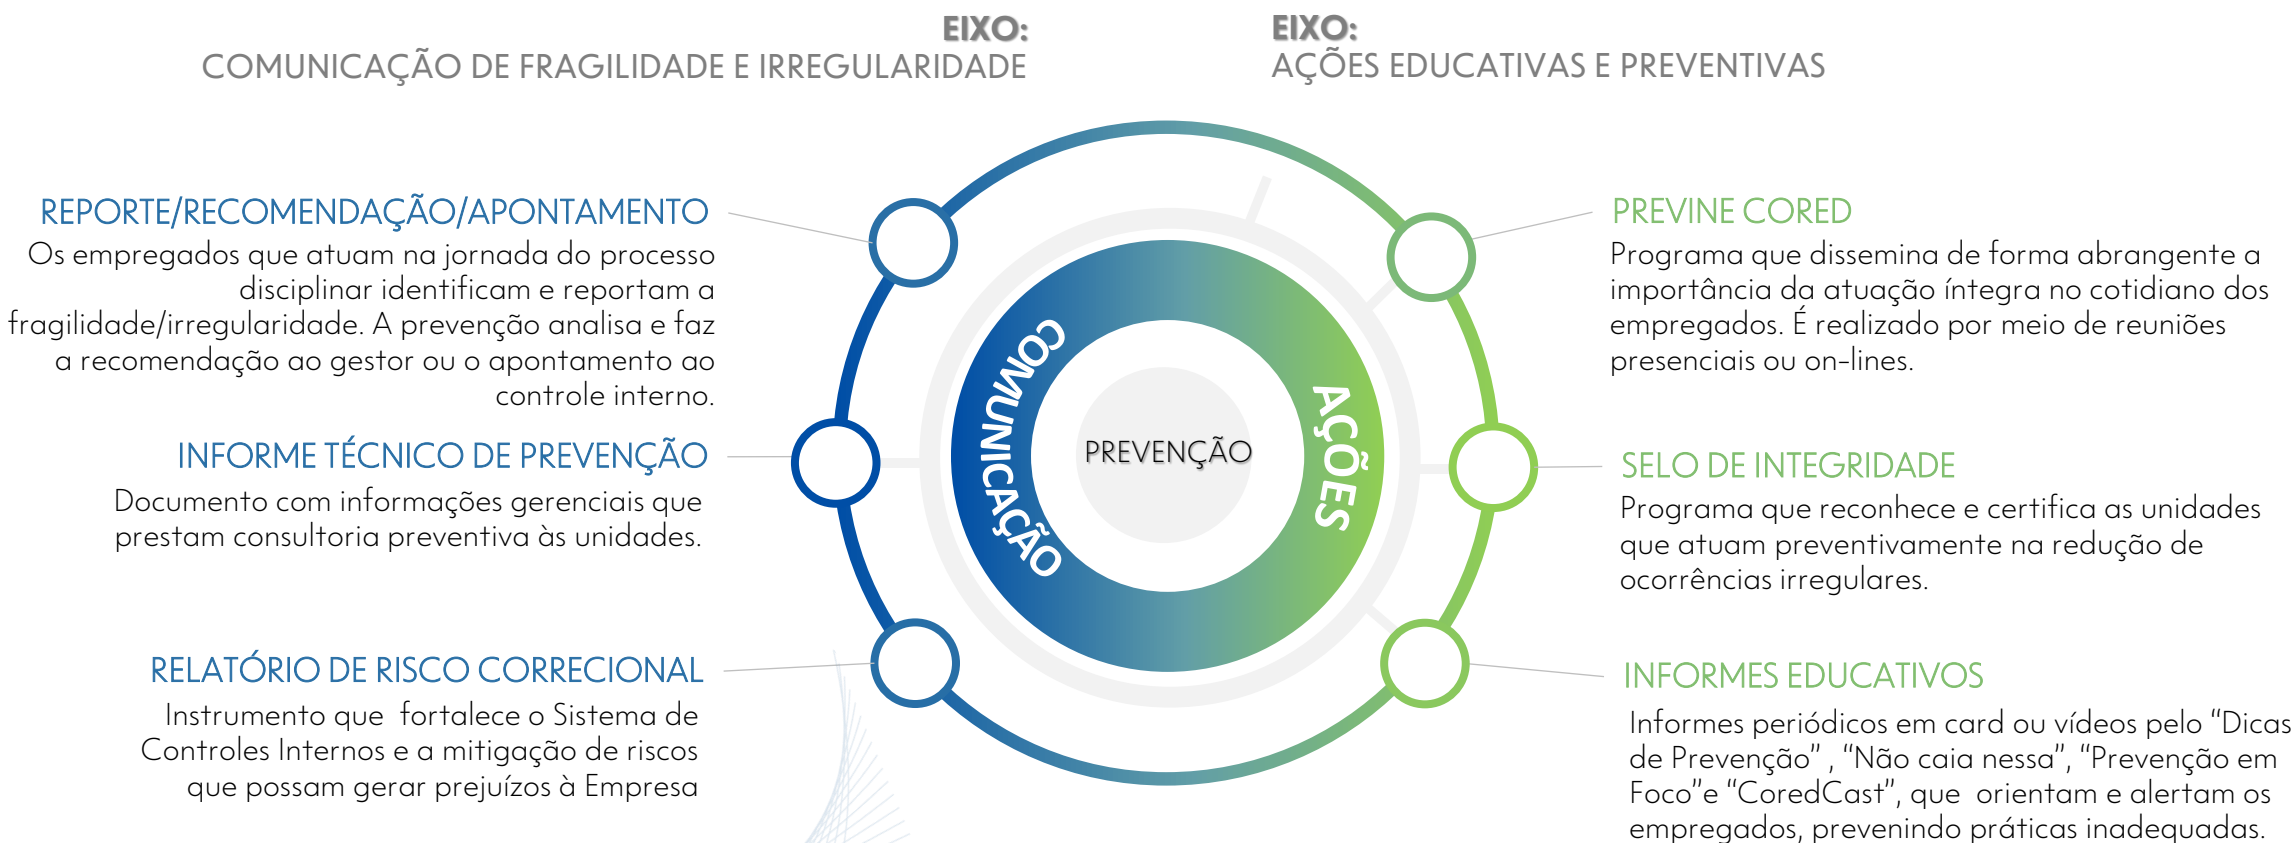 EIXO:
COMUNICAÇÃO DE FRAGILIDADE E IRREGULARIDADE
EIXO:
AÇÕES EDUCATIVAS E PREVENTIVAS
REPORTE/RECOMENDAÇÃO/APONTAMENTO
Os empregados que atuam na jornada do processo
disciplinar identificam e reportam a
fragilidade/irregularidade. A prevenção analisa e faz
a recomendação ao gestor ou o apontamento ao
controle interno.
INFORME TÉCNICO DE PREVENÇÃO
Documento com informações gerenciais que
prestam consultoria preventiva às unidades.
RELATÓRIO DE RISCO CORRECIONAL
Instrumento que  fortalece o Sistema de
Controles Internos e a mitigação de riscos
que possam gerar prejuízos à Empresa
COMUNICAÇÃO
PREVENÇÃO
AÇÕES
PREVINE CORED
Programa que dissemina de forma abrangente a
importância da atuação íntegra no cotidiano dos
empregados. É realizado por meio de reuniões
presenciais ou on-lines.
SELO DE INTEGRIDADE
Programa que reconhece e certifica as unidades
que atuam preventivamente na redução de
ocorrências irregulares.
INFORMES EDUCATIVOS
Informes periódicos em card ou vídeos pelo “Dicas
de Prevenção” , “Não caia nessa”, “Prevenção em
Foco”e “CoredCast”, que  orientam e alertam os
empregados, prevenindo práticas inadequadas.